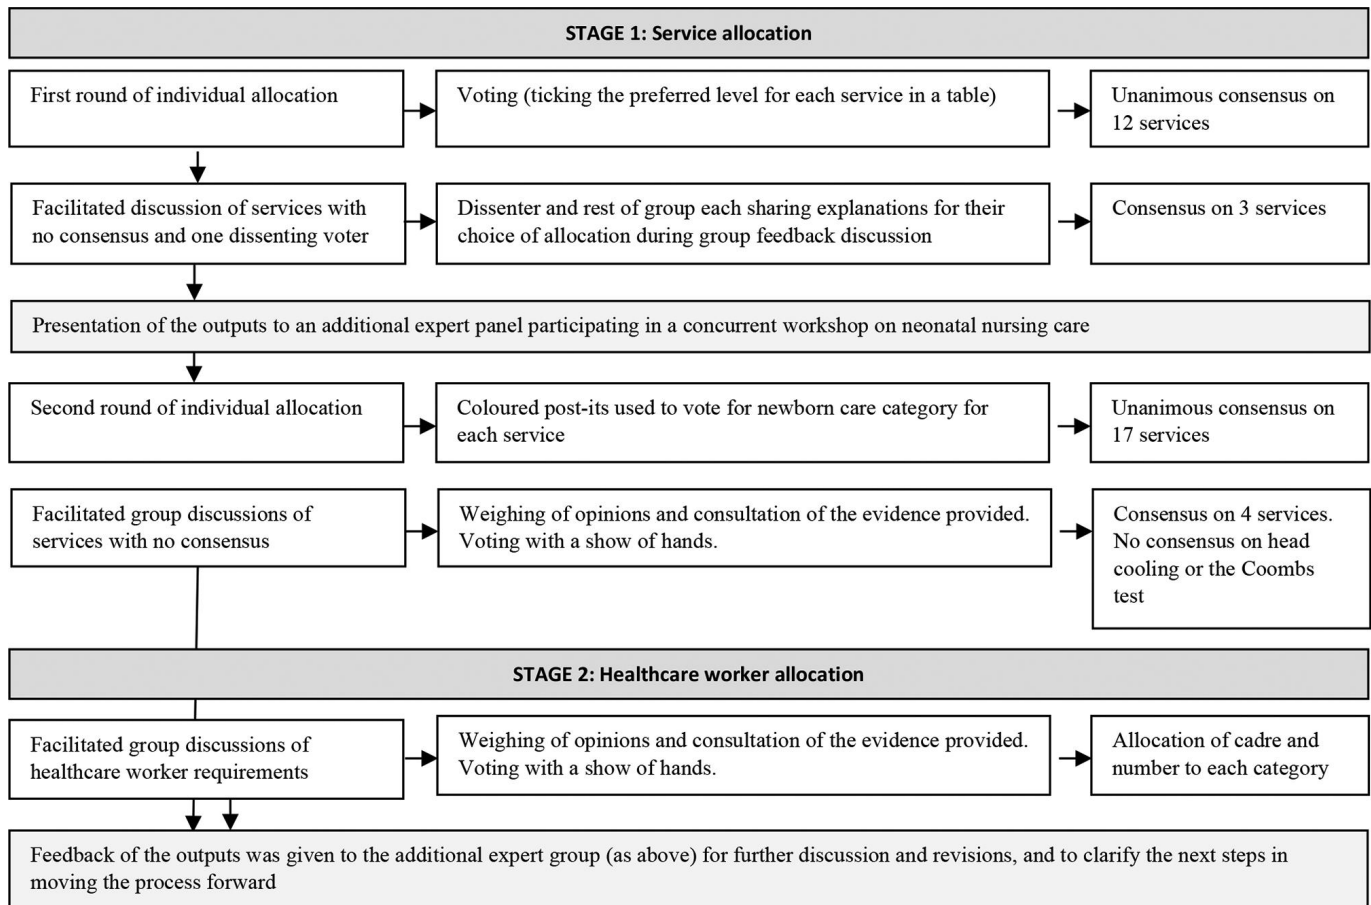 STAGE 1: Service allocation
First round of individual allocation
Voting (ticking the preferred level for each service in a table)
Unanimous consensus on
12 services
Facilitated discussion of services with
no consensus and one dissenting voter
Dissenter and rest of group each sharing explanations for their
choice of allocation during group feedback discussion
Consensus on 3 services
Presentation of the outputs to an additional expert panel participating in a concurrent workshop on neonatal nursing care
Second round of individual allocation
Coloured post-its used to vote for newborn care category for
each service
Unanimous consensus on
17 services
Facilitated group discussions of
services with no consensus
Weighing of opinions and consultation of the evidence provided.
Voting with a show of hands.
Consensus on 4 services.
No consensus on head
cooling or the Coombs
test
STAGE 2: Healthcare worker allocation
Facilitated group discussions of
healthcare worker requirements
Weighing of opinions and consultation of the evidence provided.
Voting with a show of hands.
Allocation of cadre and
number to each category
Feedback of the outputs was given to the additional expert group (as above) for further discussion and revisions, and to clarify the next steps in
moving the process forward